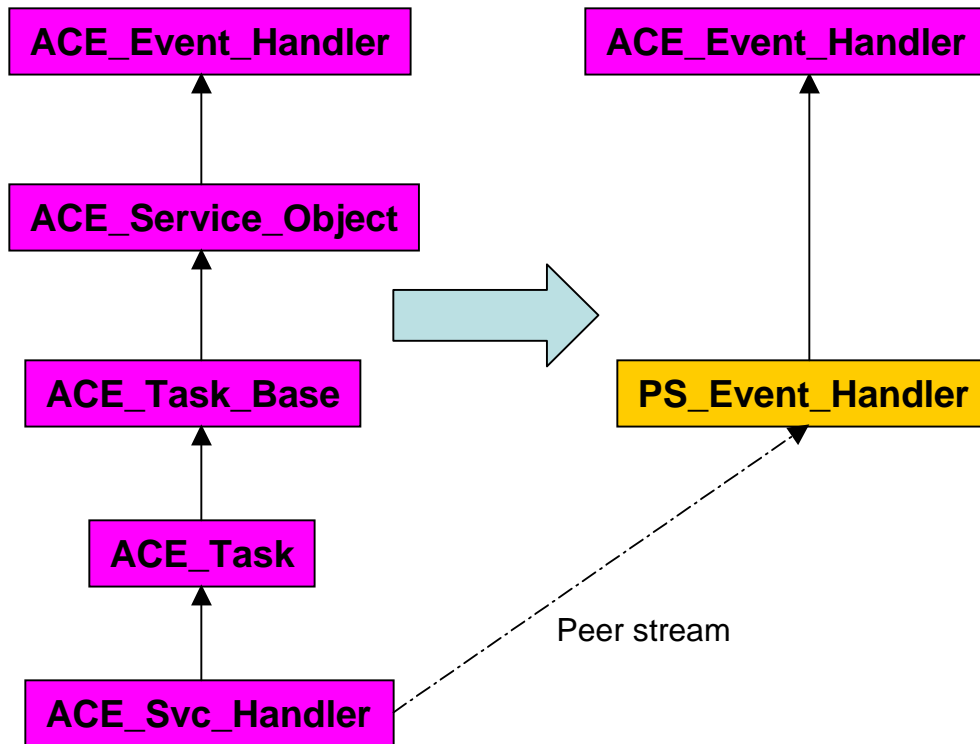 ACE_Event_Handler
ACE_Event_Handler
ACE_Service_Object
ACE_Task_Base
PS_Event_Handler
ACE_Task
Peer stream
ACE_Svc_Handler